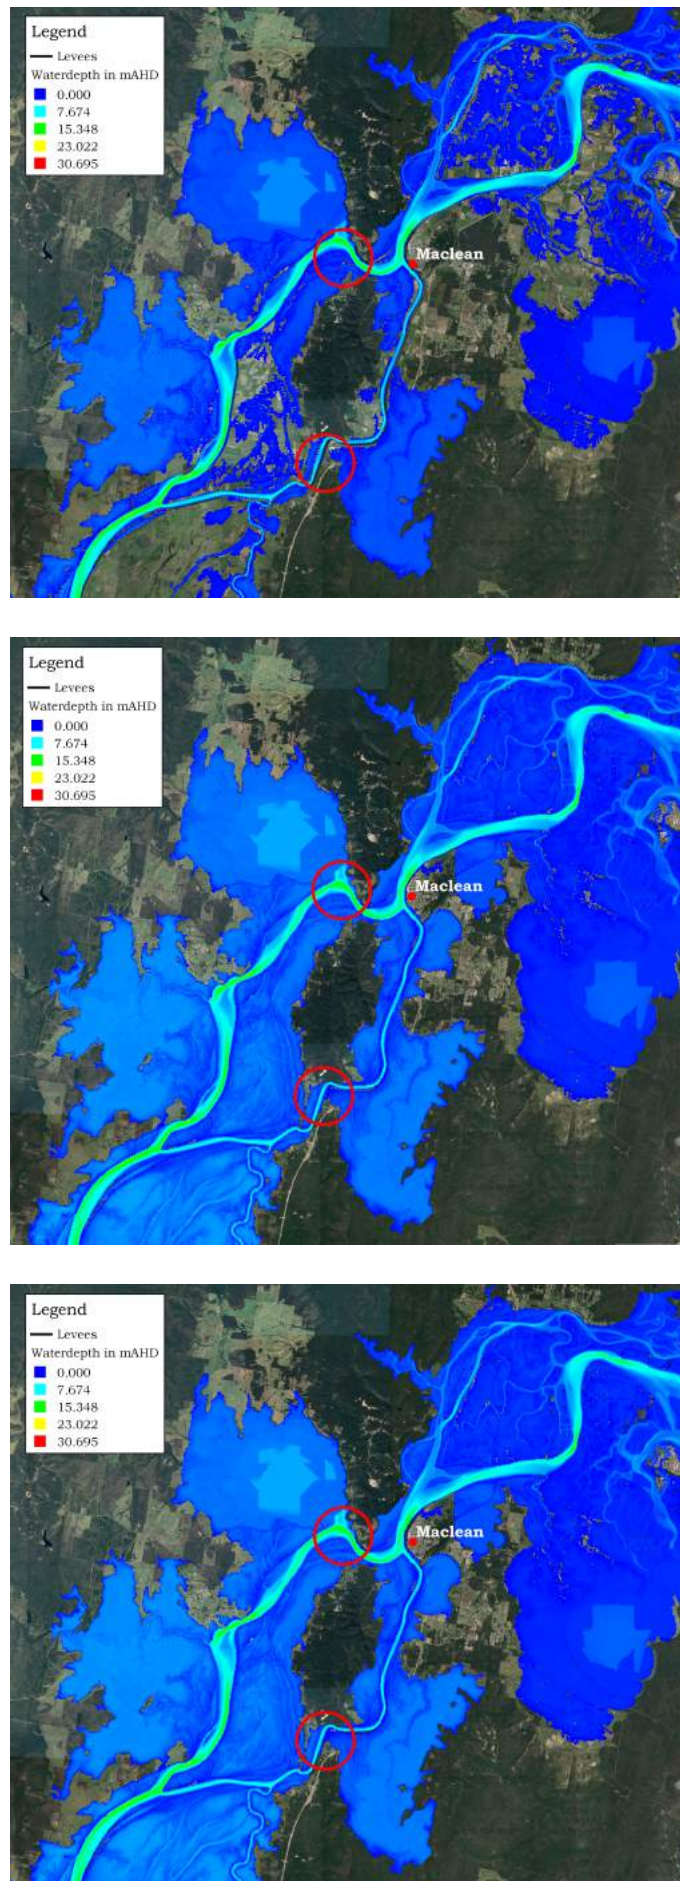 Legend
Levees
Waterdepth in mAHD
0.000
7.674
15.348
23.022
30.695
Maclean
Legend
Levees
Waterdepth in mAHD
0.000
7.674
15.348
23.022
30.695
Maclean
Legend
Levees
Waterdepth in mAHD
0.000
7.674
15.348
23.022
30.695
Maclean